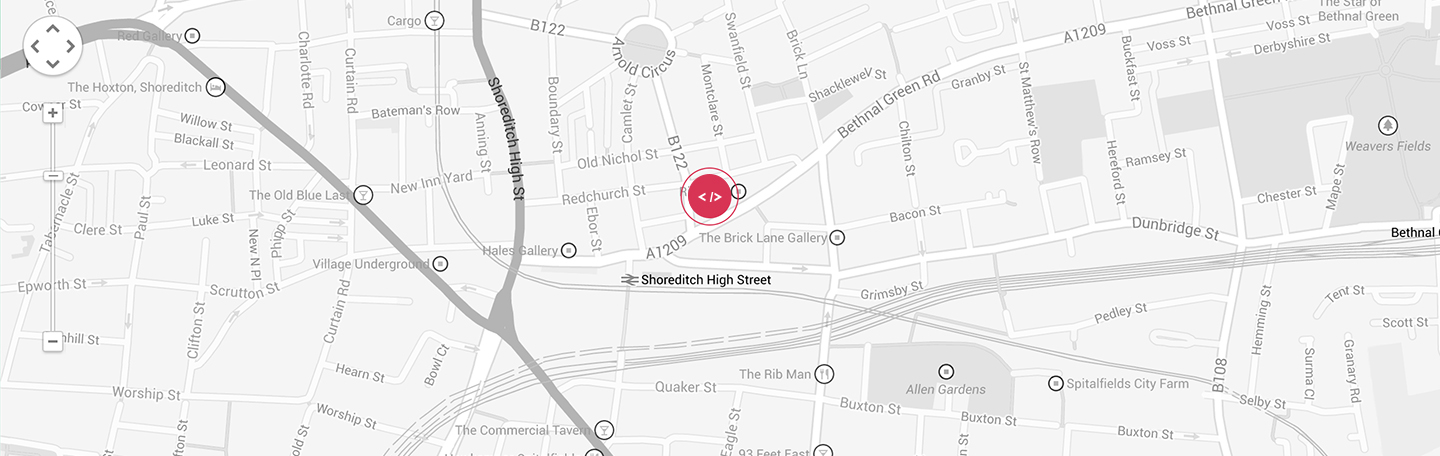 Cargo
B122
Bethnal Green
The Star of
Bethnal Green
Red Gallery
Arnold Circus
Swanfield St
Brick Ln
A1209
Voss St
Voss St
Derbyshire St
Buckfast St
The Hoxton, Shoreditch
Charlotte Rd
Curtain Rd
Shoreditch High St
Boundary St
Camlet St
Montclare St
Shacklewell St
Bethnal Green Rd
Granby St
St Matthew's Row
Bateman's Row
Willow St
Blackall St
Anning St
B122
Chilton St
Hereford St
Ramsey St
Weavers Fields
Leonard St
Old Nichol St
Tabernacle St
The Old Blue Last
New Inn Yard
Redchurch St
</>
Chester St
Mape St
Paul St
Luke St
Clere St
Phipp St
New N Pl
Ebor St
Bacon St
Dunbridge St
Bethnal G
Hales Gallery
A1209
The Brick Lane Gallery
Village Underground
Shoreditch High Street
Epworth St
Scrutton St
Grimsby St
Hemming St
Tent St
Clifton St
Curtain Rd
Pedley St
Scott St
nhill St
Bowl Ct
Hearn St
The Rib Man
Allen Gardens
Spitalfields City Farm
B108
Surma Cl
Granary Rd
Worship St
Quaker St
Selby St
Worship St
Buxton St
Buxton St
Buxton St
The Commercial Tavern
Eagle St
93 Feet East